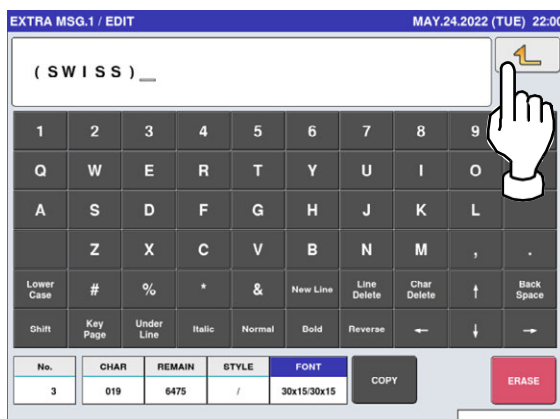 EXTRA MSG.1 / EDIT MAY.24.2022 (TUE) 22:00
(SWISS)_
1 2 3 4 5 6 7 8 9
Q W E R T Y U I O
A S D F G H J K L
Z X C V B N M , .
Lower Case # % * & New Line Line Delete Char Delete ↑ Back Space
Shift Key Page Under Line Italic Normal Bold Reverse ← ↓ →
No. CHAR REMAIN STYLE FONT
3 019 6475 / 30x15/30x15
COPY
ERASE